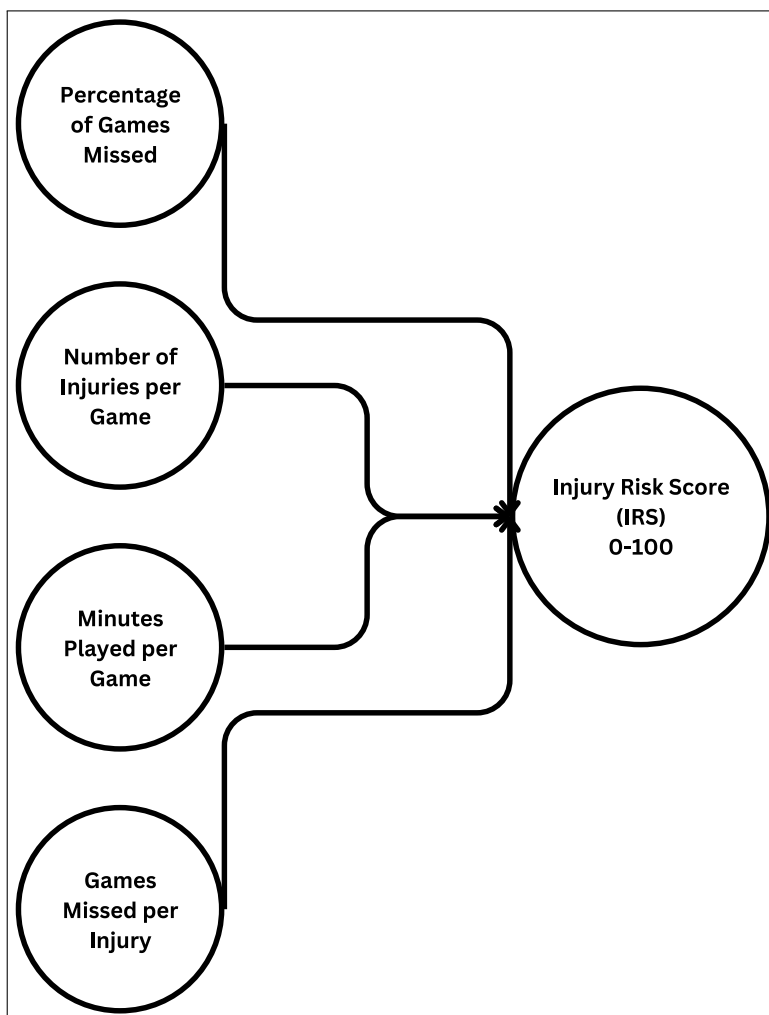 Percentage
of Games
Missed
Number of
Injuries per
Game
Minutes
Played per
Game
Games
Missed per
Injury
Injury Risk Score
(IRS)
0-100